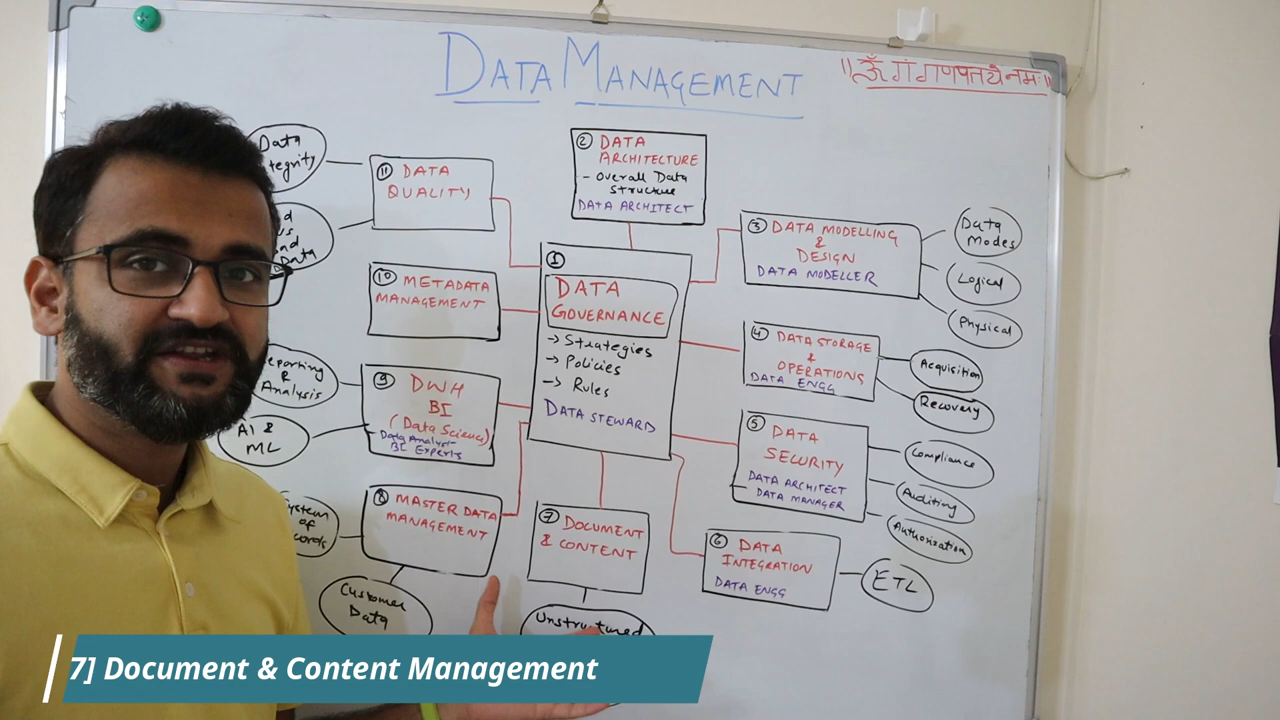 DATA MANAGEMENT
॥ॐ गं गणपतये नमः॥
② DATA
ARCHITECTURE
- Overall Data
Structure
DATA ARCHITECT
Data
⑪ DATA
QUALITY
Data
③ DATA MODELLING
&
DESIGN
DATA MODELLER
Data
Modes
Logical
Physical
①
DATA
GOVERNANCE
→ Strategies
→ Policies
→ Rules
DATA STEWARD
⑩ METADATA
MANAGEMENT
④ DATA STORAGE
&
OPERATIONS
DATA ENGG
Acquisition
Recovery
&
Analysis
AI &
ML
⑨ DWH
BI
(Data Science)
Data Analyst
BI Experts
⑤ DATA
SECURITY
DATA ARCHITECT
DATA MANAGER
Compliance
Auditing
Authorization
of
⑧ MASTER DATA
MANAGEMENT
Customer
Data
⑦ DOCUMENT
& CONTENT
Unstructured
⑥ DATA
INTEGRATION
DATA ENGG
ETL
7] Document & Content Management